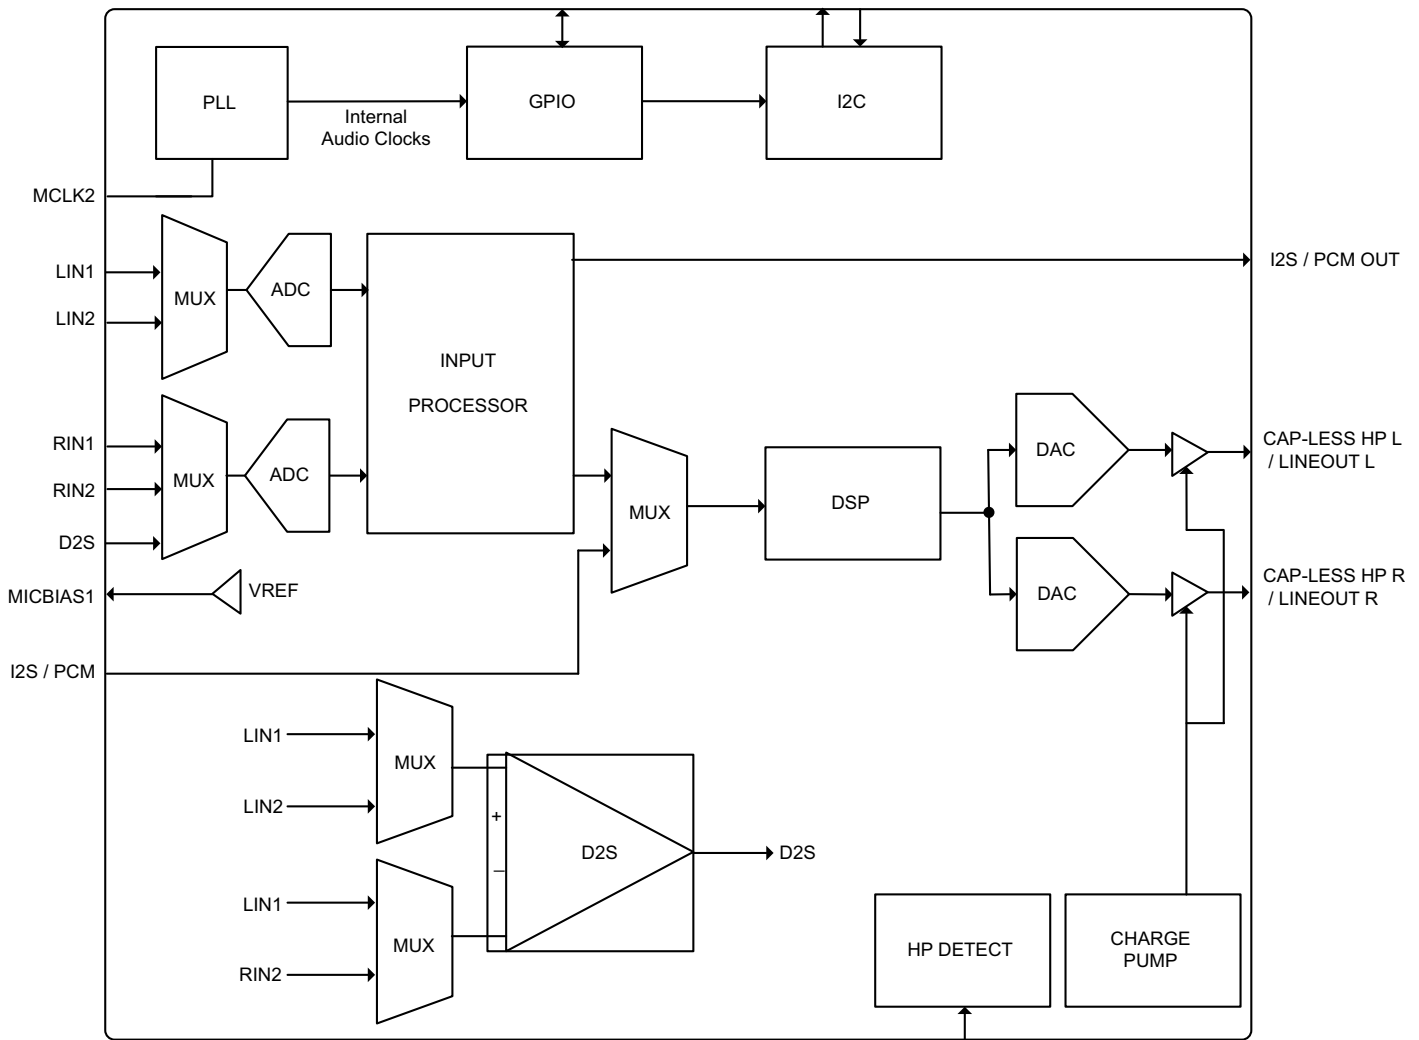 PLL
GPIO
I2C
Internal
Audio Clocks
MCLK2
LIN1
LIN2
MUX
ADC
I2S / PCM OUT
INPUT
PROCESSOR
RIN1
RIN2
D2S
MUX
ADC
MUX
DSP
DAC
CAP-LESS HP L
/ LINEOUT L
DAC
CAP-LESS HP R
/ LINEOUT R
MICBIAS1
VREF
I2S / PCM
LIN1
LIN2
MUX
+
–
D2S
D2S
LIN1
RIN2
MUX
HP DETECT
CHARGE
PUMP